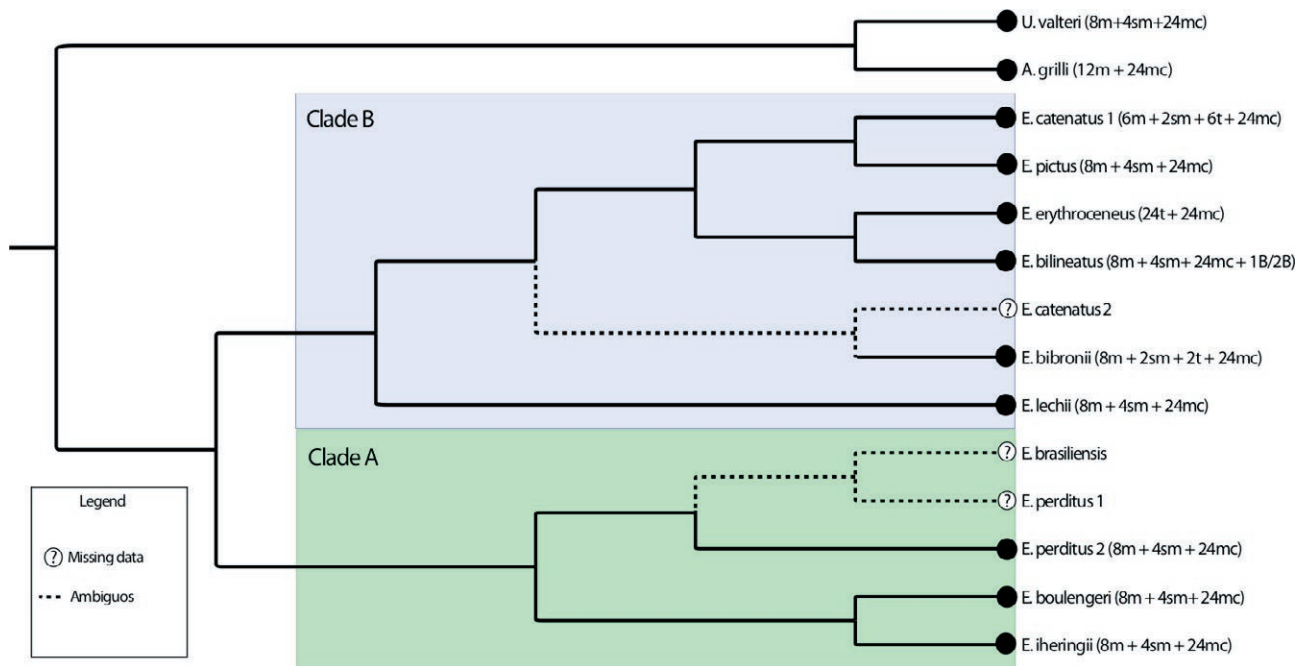 U. valteri (8m+4sm+24mc)
A. grilli (12m + 24mc)
Clade B
E. catenatus 1 (6m + 2sm + 6t + 24mc)
E. pictus (8m + 4sm + 24mc)
E. erythroceneus (24t + 24mc)
E. bilineatus (8m + 4sm+ 24mc + 1B/2B)
? E. catenatus 2
E. bibronii (8m + 2sm + 2t + 24mc)
E. lechii (8m + 4sm + 24mc)
Clade A
? E. brasiliensis
? E. perditus 1
E. perditus 2 (8m + 4sm + 24mc)
E. boulengeri (8m + 4sm+ 24mc)
E. iheringii (8m + 4sm + 24mc)
Legend
? Missing data
Ambiguos